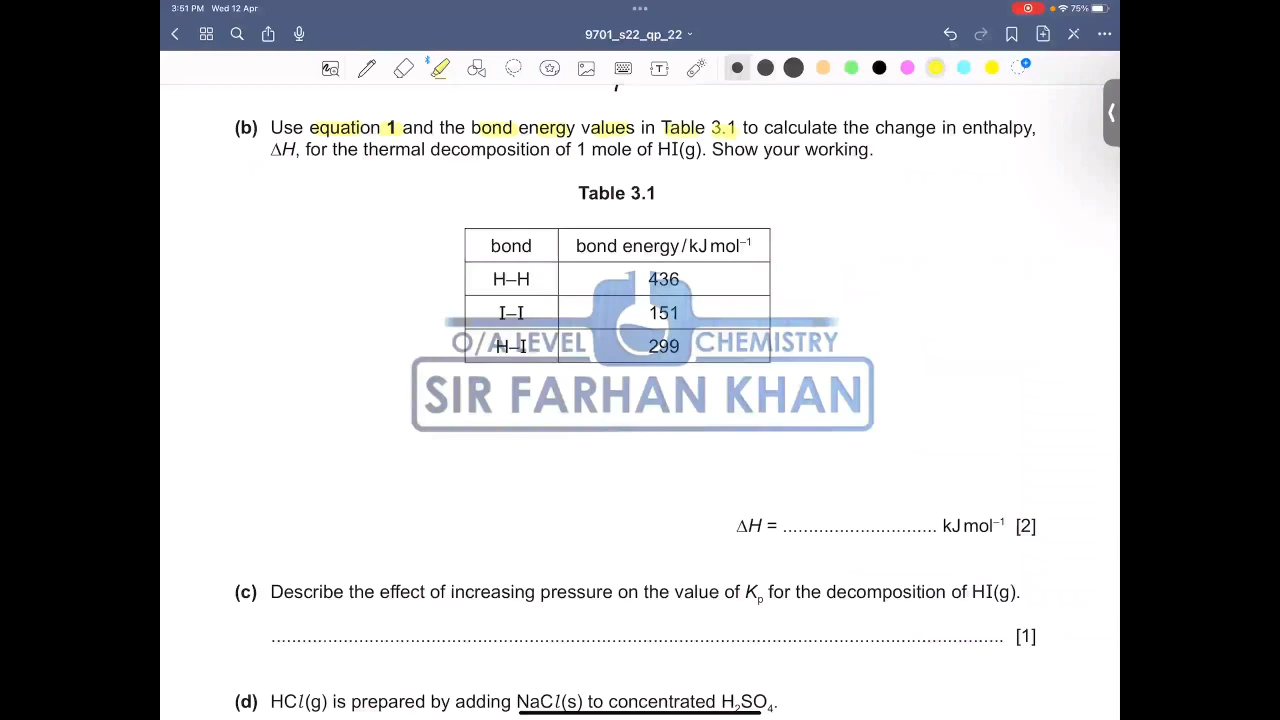 3:51 PM Wed 12 Apr
75%
9701_s22_qp_22
(b) Use equation 1 and the bond energy values in Table 3.1 to calculate the change in enthalpy,
ΔH, for the thermal decomposition of 1 mole of HI(g). Show your working.
Table 3.1
bond bond energy/kJ mol⁻¹
H–H 436
I–I 151
H–I 299
O/A LEVEL CHEMISTRY
SIR FARHAN KHAN
ΔH = .............................. kJ mol⁻¹ [2]
(c) Describe the effect of increasing pressure on the value of Kₚ for the decomposition of HI(g).
.................................................................................................................................. [1]
(d) HCl(g) is prepared by adding NaCl(s) to concentrated H₂SO₄.